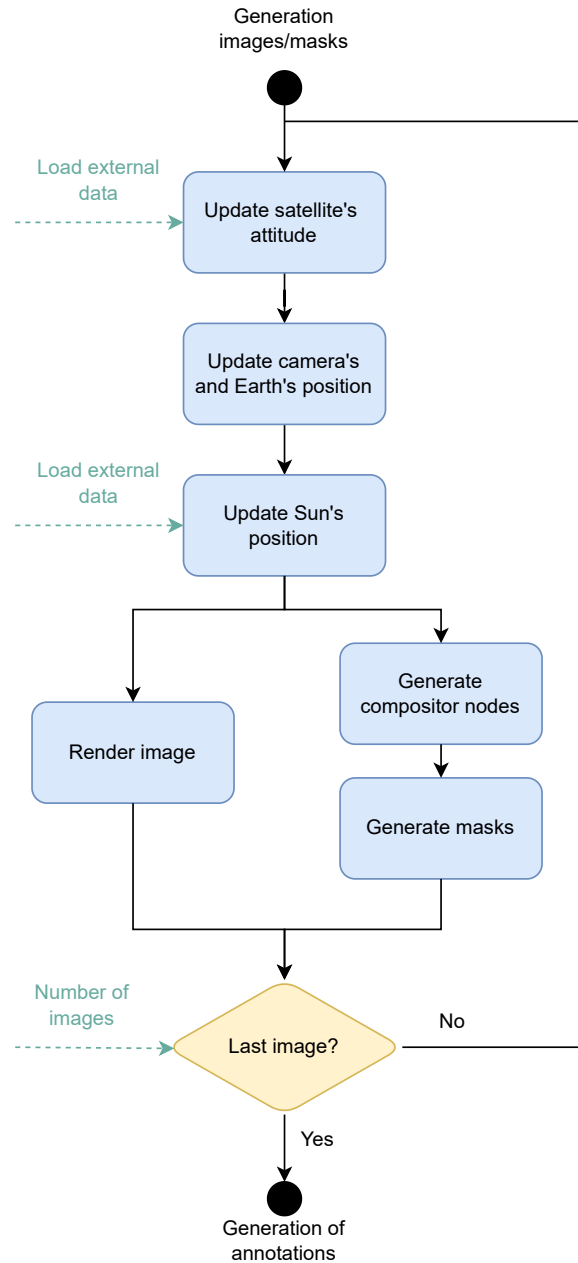 Generation
images/masks
Load external
data
Update satellite's
attitude
Update camera's
and Earth's position
Load external
data
Update Sun's
position
Render image
Generate
compositor nodes
Generate masks
Number of
images
Last image?
No
Yes
Generation of
annotations